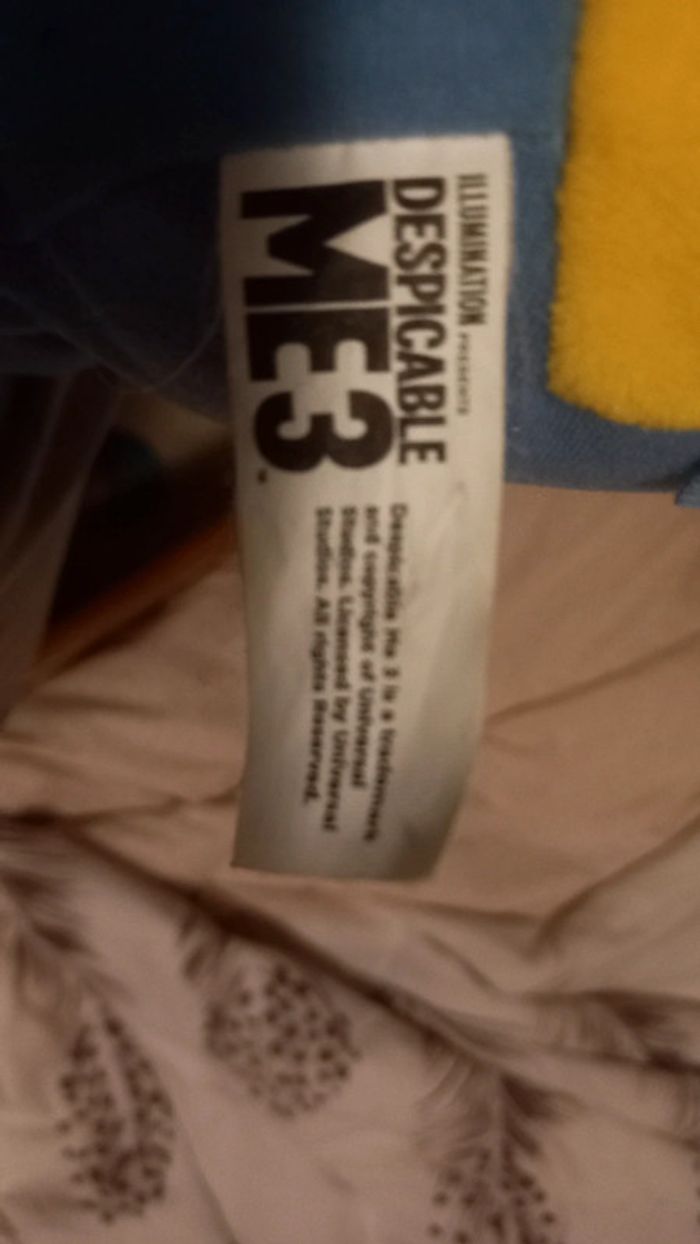 ILLUMINATION PRESENTS
DESPICABLE
ME3
Despicable Me 3 is a trademark
and copyright of Universal
Studios. Licensed by Universal
Studios. All rights Reserved.